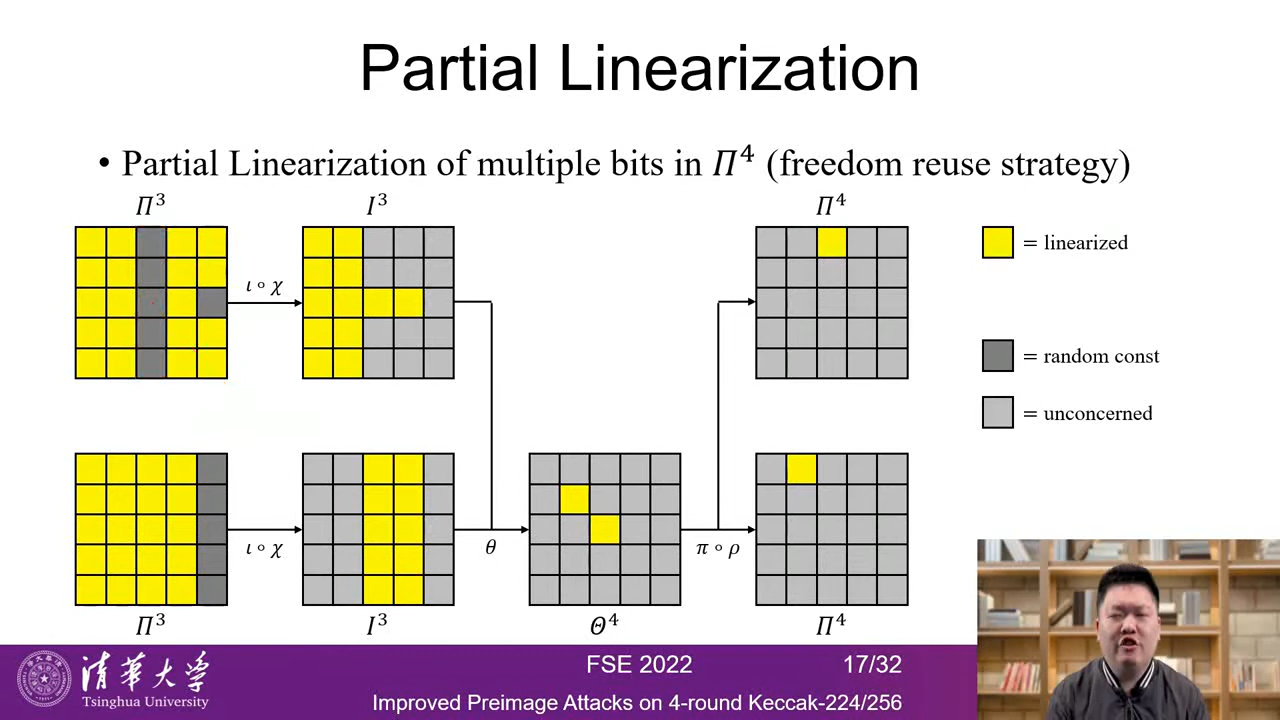 Partial Linearization
• Partial Linearization of multiple bits in Π⁴ (freedom reuse strategy)
Π³
I³
Π⁴
ι ∘ χ
= linearized
= random const
= unconcerned
ι ∘ χ
θ
π ∘ ρ
Π³
I³
Θ⁴
Π⁴
清華大学
Tsinghua University
FSE 2022
17/32
Improved Preimage Attacks on 4-round Keccak-224/256